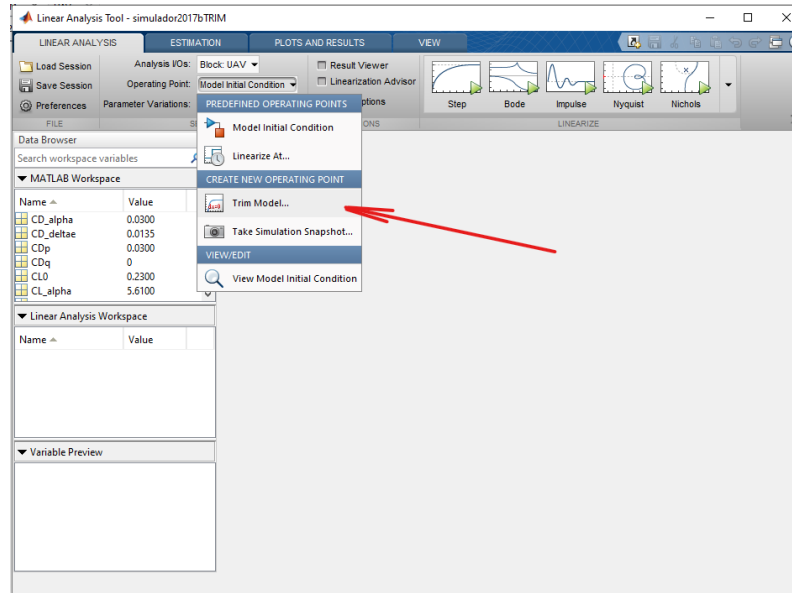 Linear Analysis Tool - simulador2017bTRIM
LINEAR ANALYSIS
ESTIMATION
PLOTS AND RESULTS
VIEW
Load Session
Save Session
Preferences
FILE
Analysis I/Os: Block: UAV
Operating Point: Model Initial Condition
Parameter Variations:
Result Viewer
Linearization Advisor
Step
Bode
Impulse
Nyquist
Nichols
LINEARIZE
PREDEFINED OPERATING POINTS
Model Initial Condition
Linearize At...
CREATE NEW OPERATING POINT
Trim Model...
Take Simulation Snapshot...
VIEW/EDIT
View Model Initial Condition
Data Browser
Search workspace variables
MATLAB Workspace
Name Value
CD_alpha 0.0300
CD_deltae 0.0135
CDp 0.0300
CDq 0
CL0 0.2300
CL_alpha 5.6100
Linear Analysis Workspace
Name Value
Variable Preview